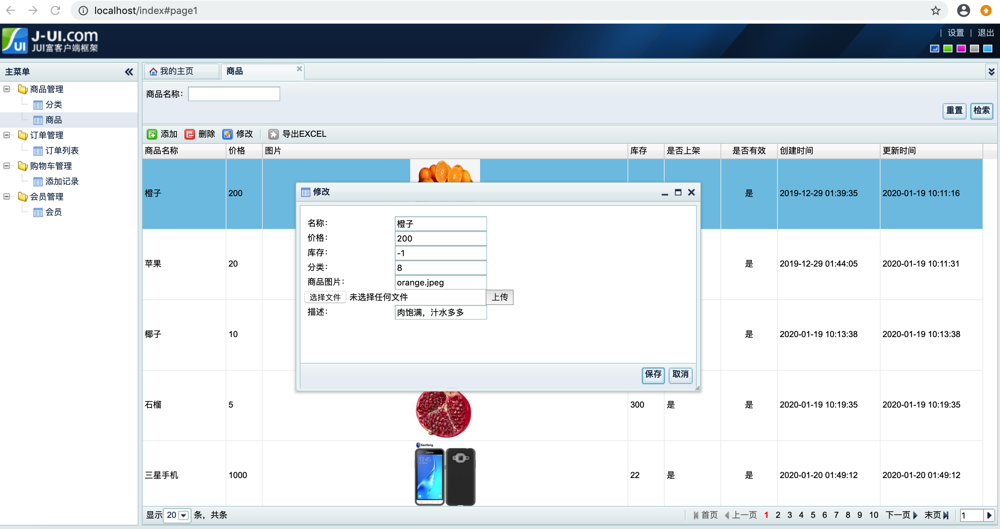 localhost/index#page1
J-UI.com
JUI富客户端框架
| 设置 | 退出
主菜单
商品管理
分类
商品
订单管理
订单列表
购物车管理
添加记录
会员管理
会员
我的主页 商品
商品名称：
重置 检索
添加 删除 修改 导出EXCEL
商品名称 价格 图片 库存 是否上架 是否有效 创建时间 更新时间
橙子 200 是 2019-12-29 01:39:35 2020-01-19 10:11:16
苹果 20 是 2019-12-29 01:44:05 2020-01-19 10:11:31
椰子 10 是 2020-01-19 10:13:38 2020-01-19 10:13:38
石榴 5 300 是 是 2020-01-19 10:19:35 2020-01-19 10:19:35
三星手机 1000 22 是 是 2020-01-20 01:49:12 2020-01-20 01:49:12
修改
名称： 橙子
价格： 200
库存： -1
分类： 8
商品图片： orange.jpeg
选择文件 未选择任何文件 上传
描述： 肉饱满，汁水多多
保存 取消
Sanfeng
SAMSUNG
12:45
显示 20 条，共条
首页 上一页 1 2 3 4 5 6 7 8 9 10 下一页 末页 1